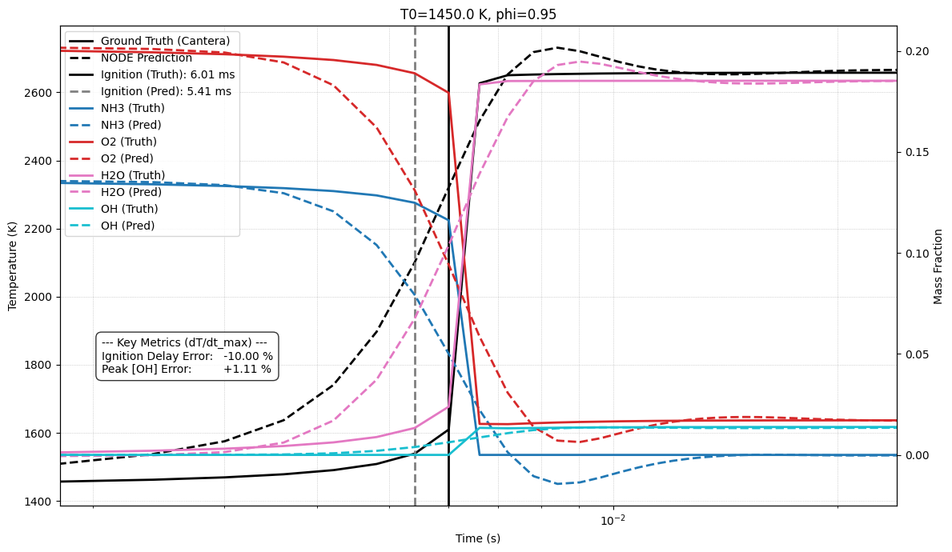 T0=1450.0 K, phi=0.95
Ground Truth (Cantera)
NODE Prediction
Ignition (Truth): 6.01 ms
Ignition (Pred): 5.41 ms
NH3 (Truth)
NH3 (Pred)
O2 (Truth)
O2 (Pred)
H2O (Truth)
H2O (Pred)
OH (Truth)
OH (Pred)
--- Key Metrics (dT/dt_max) ---
Ignition Delay Error: -10.00 %
Peak [OH] Error: +1.11 %
Temperature (K)
2600
2400
2200
2000
1800
1600
1400
Mass Fraction
0.20
0.15
0.10
0.05
0.00
10⁻²
Time (s)